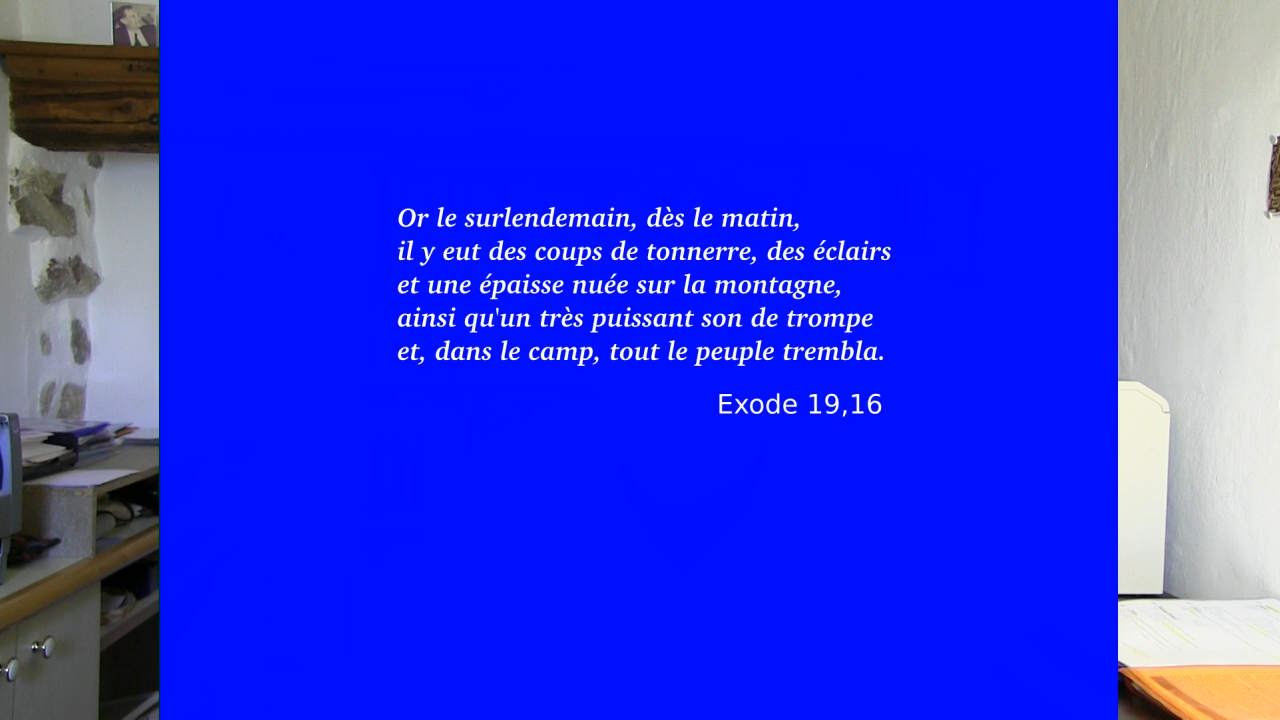 Or le surlendemain, dès le matin,
il y eut des coups de tonnerre, des éclairs
et une épaisse nuée sur la montagne,
ainsi qu'un très puissant son de trompe
et, dans le camp, tout le peuple trembla.
Exode 19,16